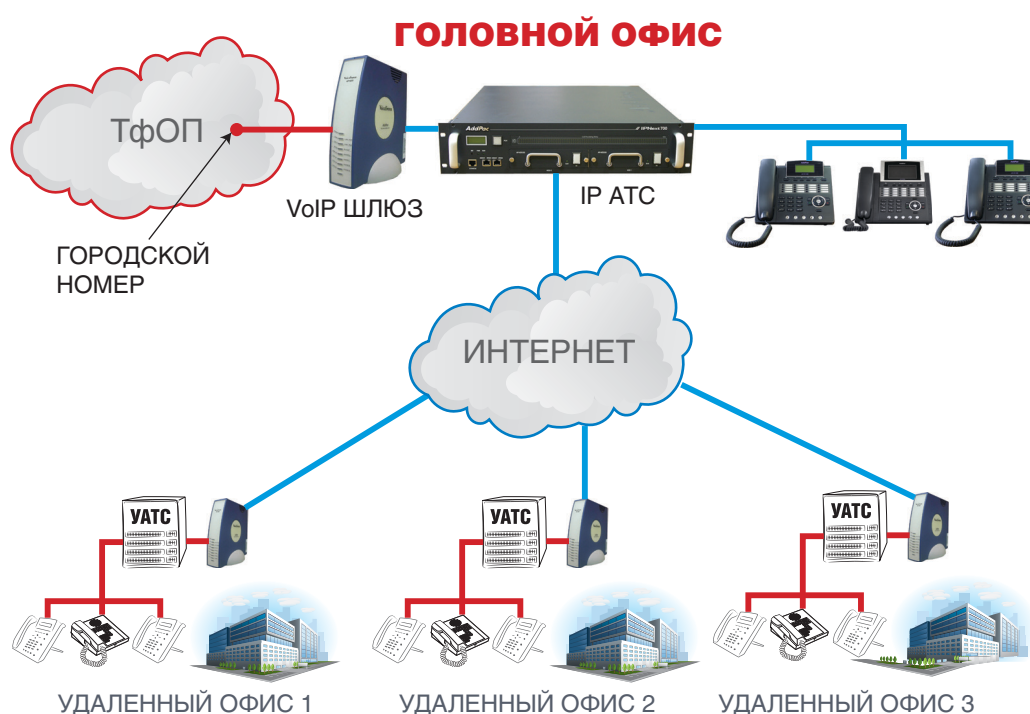 ГОЛОВНОЙ ОФИС
ТфОП
AddPac
VoIP ШЛЮЗ
IP АТС
ГОРОДСКОЙ
НОМЕР
ИНТЕРНЕТ
УАТС
УАТС
УАТС
УДАЛЕННЫЙ ОФИС 1
УДАЛЕННЫЙ ОФИС 2
УДАЛЕННЫЙ ОФИС 3